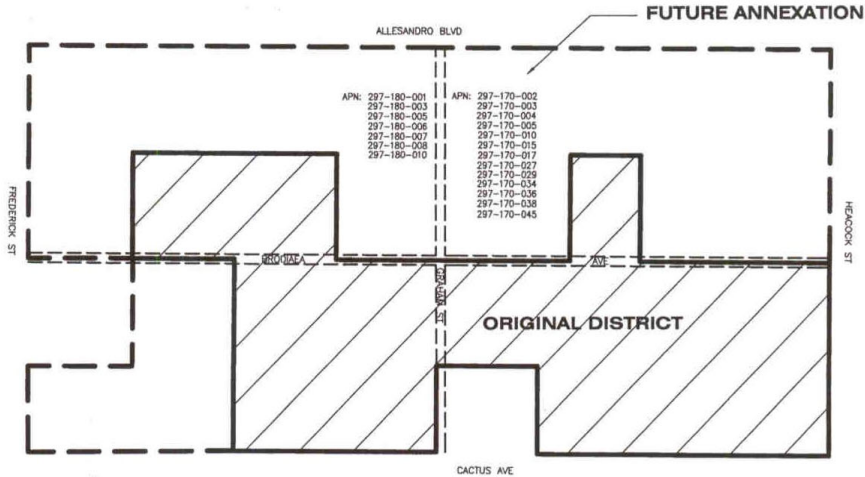 FUTURE ANNEXATION
ALLESANDRO BLVD
APN: 297-180-001
297-180-003
297-180-005
297-180-006
297-180-007
297-180-008
297-180-010
APN: 297-170-002
297-170-003
297-170-004
297-170-005
297-170-010
297-170-015
297-170-017
297-170-027
297-170-029
297-170-034
297-170-036
297-170-038
297-170-045
FREDERICK ST
HEACOCK ST
BRODIAEA
AVE
GRAHAM ST
ORIGINAL DISTRICT
CACTUS AVE